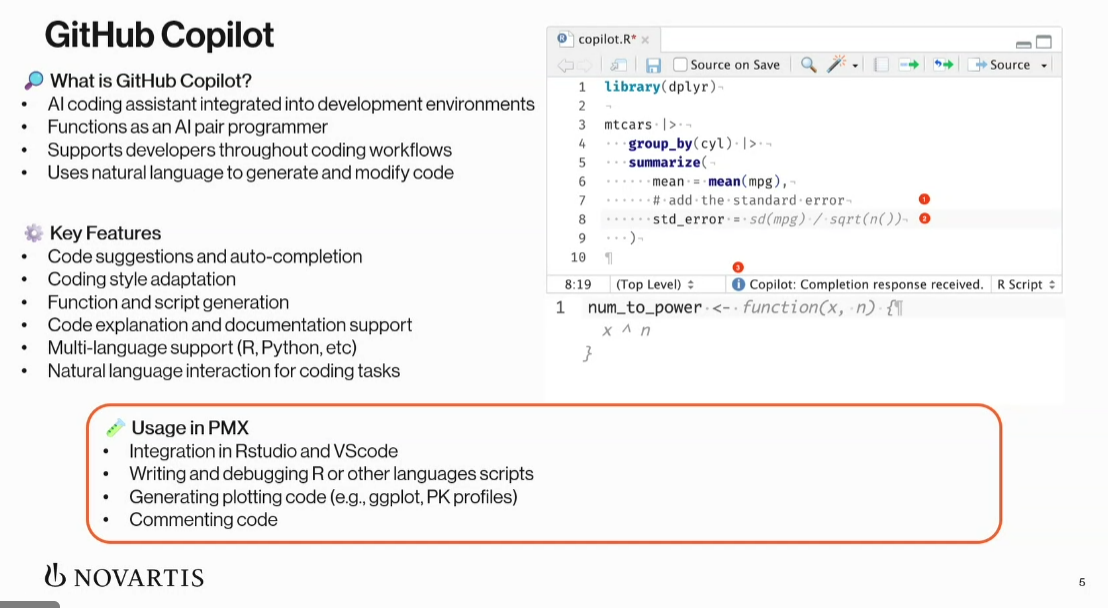 GitHub Copilot
What is GitHub Copilot?
• AI coding assistant integrated into development environments
• Functions as an AI pair programmer
• Supports developers throughout coding workflows
• Uses natural language to generate and modify code
Key Features
• Code suggestions and auto-completion
• Coding style adaptation
• Function and script generation
• Code explanation and documentation support
• Multi-language support (R, Python, etc)
• Natural language interaction for coding tasks
copilot.R*
Source on Save
Source
1 library(dplyr)¬
2 ¬
3 mtcars·|>·¬
4 ···group_by(cyl)·|>·¬
5 ···summarize(¬
6 ······mean·=·mean(mpg),¬
7 ······#·add·the·standard·error¬ 1
8 ······std_error·=·sd(mpg)·/·sqrt(n())¬ 2
9 ···)¬
10 ¶
3
8:19 (Top Level) Copilot: Completion response received. R Script
1 num_to_power·<-·function(x,·n)·{¶
x ^ n
}
Usage in PMX
• Integration in Rstudio and VScode
• Writing and debugging R or other languages scripts
• Generating plotting code (e.g., ggplot, PK profiles)
• Commenting code
NOVARTIS
5